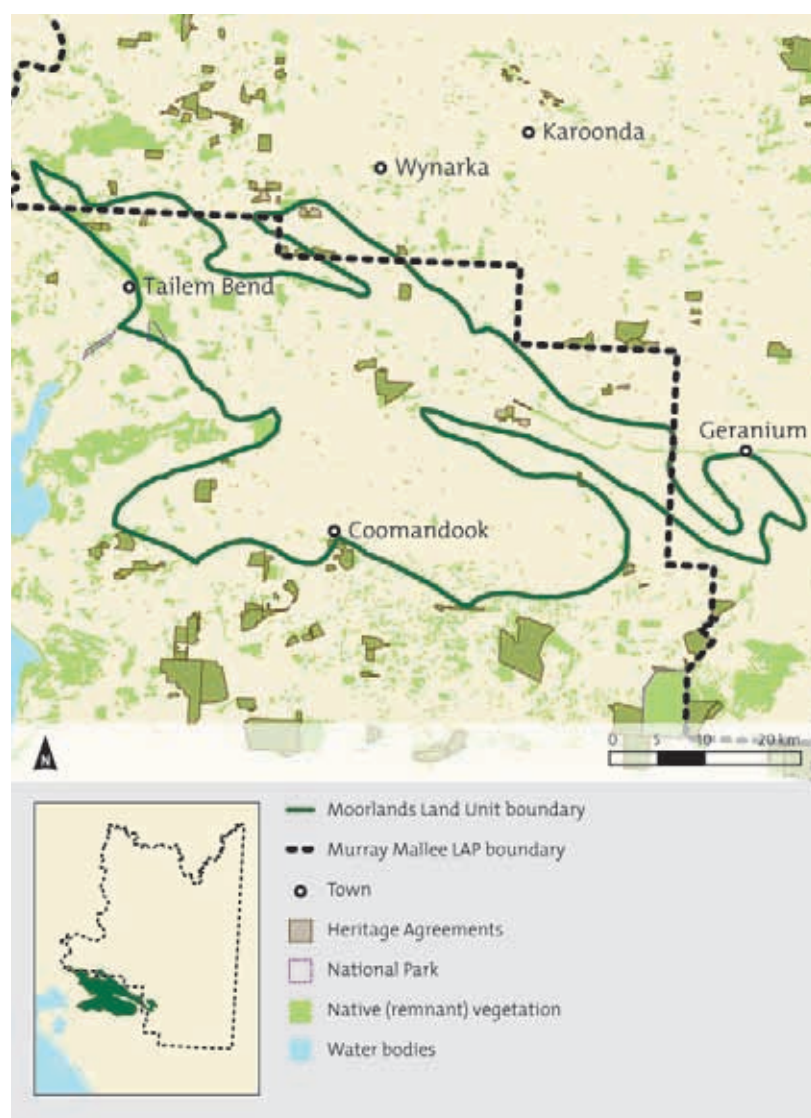 Karoonda
Wynarka
Tailem Bend
Geranium
Coomandook
N
0 5 10 20 km
Moorlands Land Unit boundary
Murray Mallee LAP boundary
Town
Heritage Agreements
National Park
Native (remnant) vegetation
Water bodies